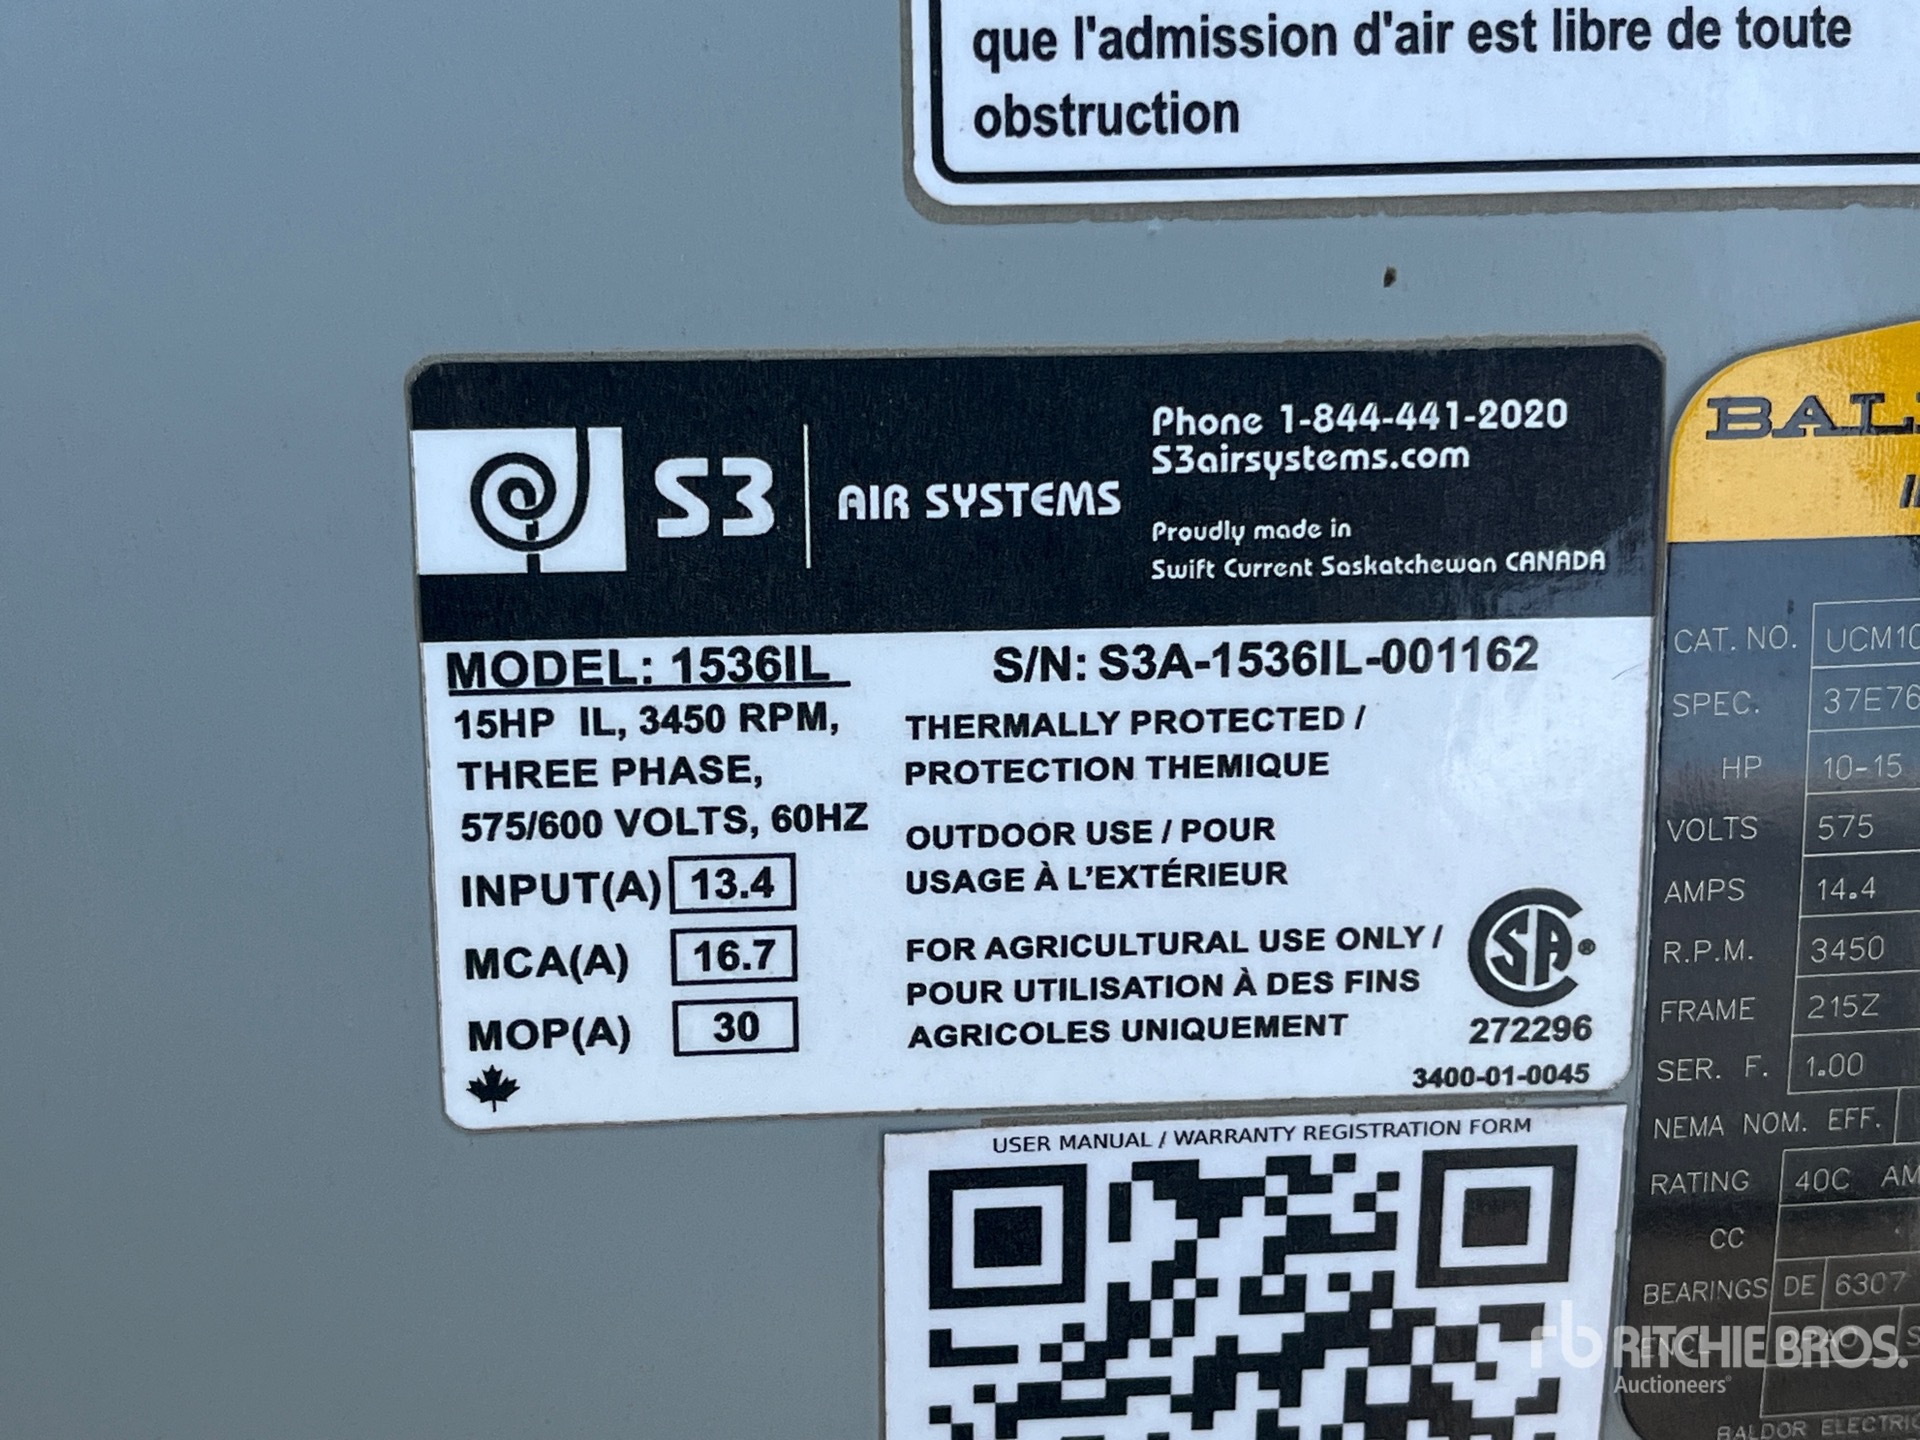 que l'admission d'air est libre de toute
obstruction
S3
AIR SYSTEMS
Phone 1-844-441-2020
S3airsystems.com
Proudly made in
Swift Current Saskatchewan CANADA
MODEL: 1536IL
S/N: S3A-1536IL-001162
15HP IL, 3450 RPM,
THREE PHASE,
575/600 VOLTS, 60HZ
INPUT(A) 13.4
MCA(A) 16.7
MOP(A) 30
THERMALLY PROTECTED /
PROTECTION THEMIQUE
OUTDOOR USE / POUR
USAGE À L'EXTÉRIEUR
FOR AGRICULTURAL USE ONLY /
POUR UTILISATION À DES FINS
AGRICOLES UNIQUEMENT
SA ®
272296
3400-01-0045
USER MANUAL / WARRANTY REGISTRATION FORM
CAT. NO.
SPEC. 37E76
HP 10-15
VOLTS 575
AMPS 14.4
R.P.M. 3450
FRAME 215Z
SER. F. 1.00
NEMA NOM. EFF.
RATING 40C
CC
BEARINGS DE 6307
ENCL
BALDOR
rb RITCHIE BROS.
Auctioneers